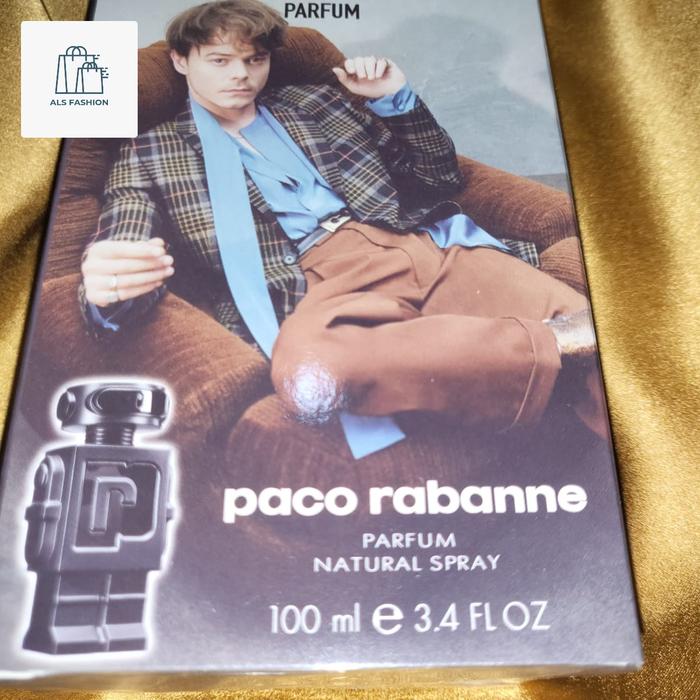 PARFUM
ALS FASHION
paco rabanne
PARFUM
NATURAL SPRAY
100 ml e 3.4 FL OZ